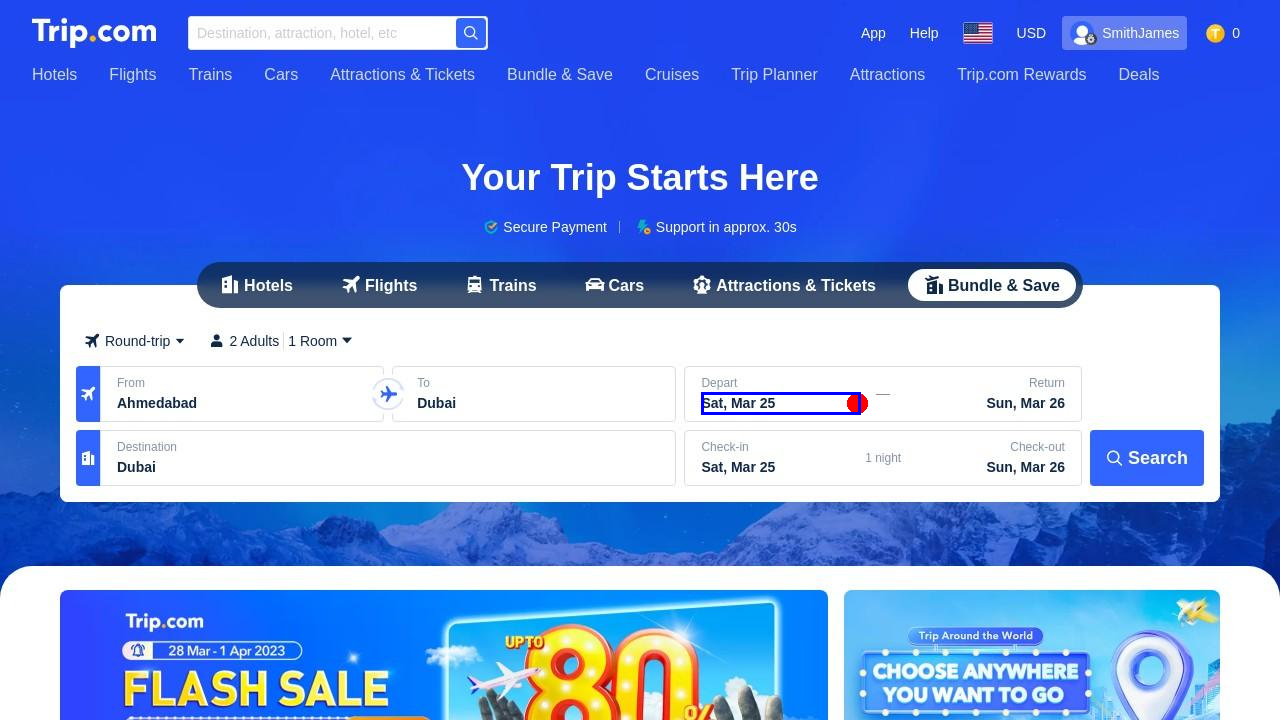 Trip.com
Destination, attraction, hotel, etc
App
Help
USD
SmithJames
0
Hotels
Flights
Trains
Cars
Attractions & Tickets
Bundle & Save
Cruises
Trip Planner
Attractions
Trip.com Rewards
Deals
Your Trip Starts Here
Secure Payment
Support in approx. 30s
Hotels
Flights
Trains
Cars
Attractions & Tickets
Bundle & Save
Round-trip
2 Adults
1 Room
From
Ahmedabad
To
Dubai
Depart
Sat, Mar 25
—
Return
Sun, Mar 26
Destination
Dubai
Check-in
Sat, Mar 25
1 night
Check-out
Sun, Mar 26
Search
Trip.com
28 Mar - 1 Apr 2023
FLASH SALE
UPTO
80%
Trip Around the World
CHOOSE ANYWHERE
YOU WANT TO GO